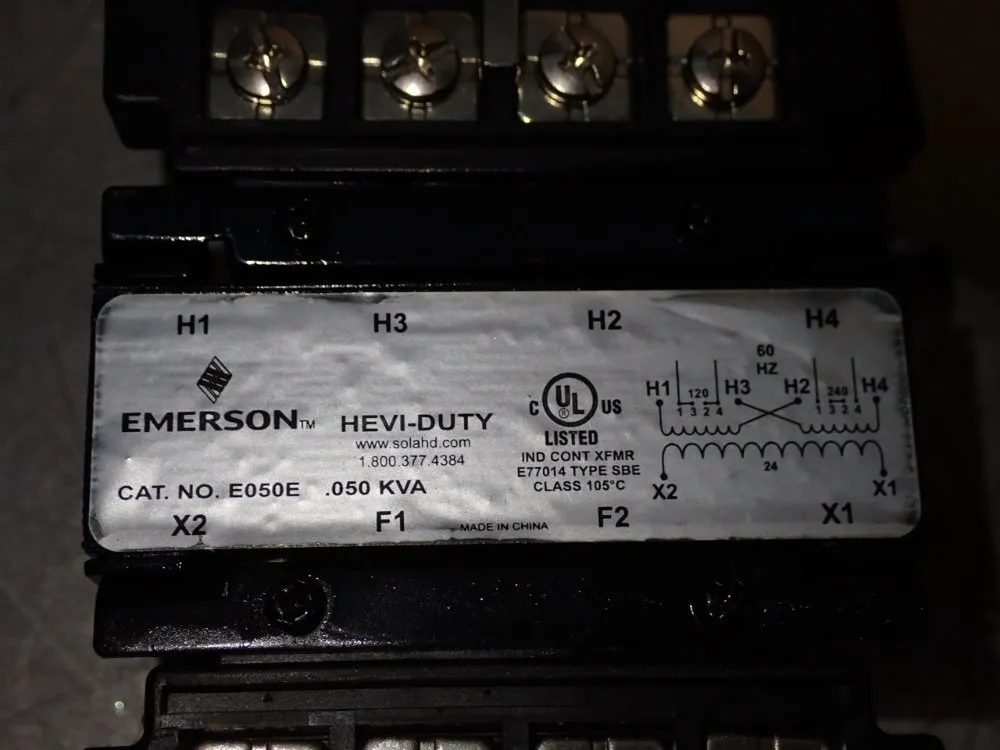 H1 H3 H2 H4
EMERSON™
HEVI-DUTY
www.solahd.com
1.800.377.4384
CAT. NO. E050E .050 KVA
C UL US
®
LISTED
IND CONT XFMR
E77014 TYPE SBE
CLASS 105°C
60
HZ
H1 120 H3 H2 240 H4
1 3 2 4 1 3 2 4
24
X2 X1
X2 F1 MADE IN CHINA F2 X1